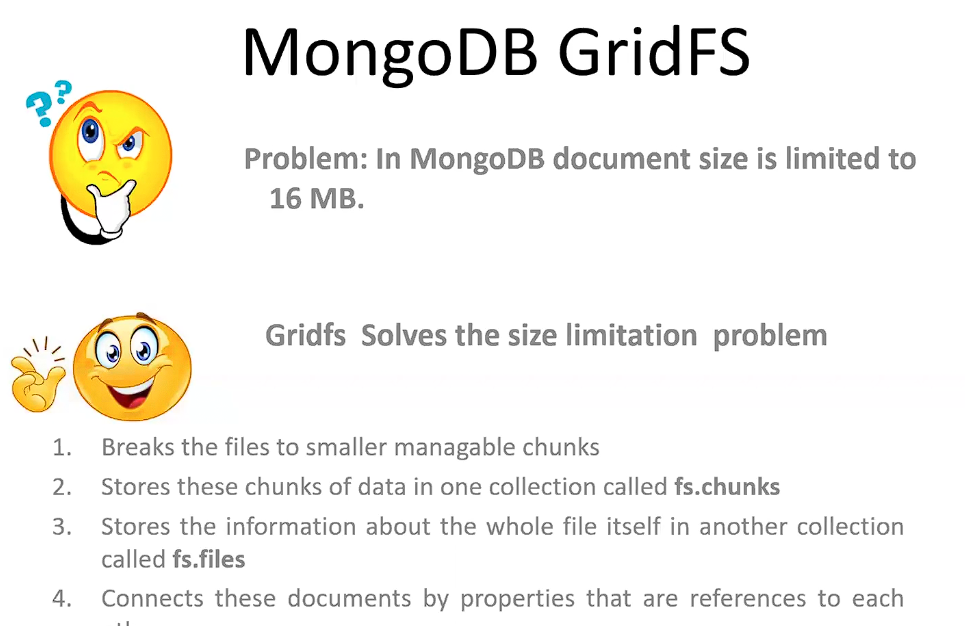 MongoDB GridFS
? ?
Problem: In MongoDB document size is limited to
16 MB.
Gridfs Solves the size limitation problem
1. Breaks the files to smaller managable chunks
2. Stores these chunks of data in one collection called fs.chunks
3. Stores the information about the whole file itself in another collection
called fs.files
4. Connects these documents by properties that are references to each